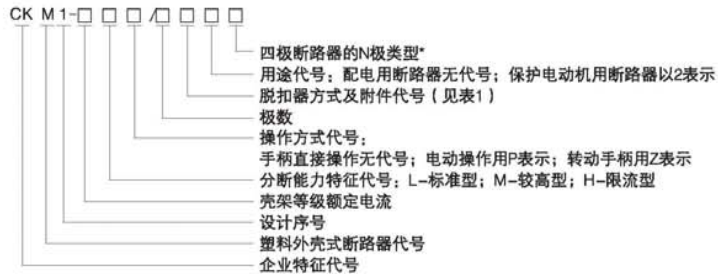 CK M 1-□ □ □ /□ □ □ □
四极断路器的N极类型*
用途代号：配电用断路器无代号；保护电动机用断路器以2表示
脱扣器方式及附件代号（见表1）
极数
操作方式代号：
手柄直接操作无代号；电动操作用P表示；转动手柄用Z表示
分断能力特征代号：L-标准型；M-较高型；H-限流型
壳架等级额定电流
设计序号
塑料外壳式断路器代号
企业特征代号